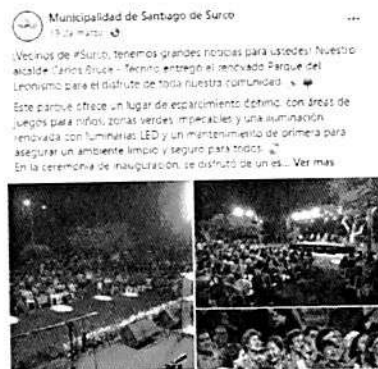 Municipalidad de Santiago de Surco
¡Vecinos de #Surco, tenemos grandes noticias para ustedes! Nuestro
alcalde Carlos Bruce - Techito entregó el renovado Parque del
Leonismo para el disfrute de toda nuestra comunidad.
Este parque ofrece un lugar de esparcimiento óptimo, con áreas de
juegos para niños, zonas verdes impecables y una iluminación
renovada con luminarias LED y un mantenimiento de primera para
asegurar un ambiente limpio y seguro para todos.
En la ceremonia de inauguración, se disfrutó de un es... Ver más